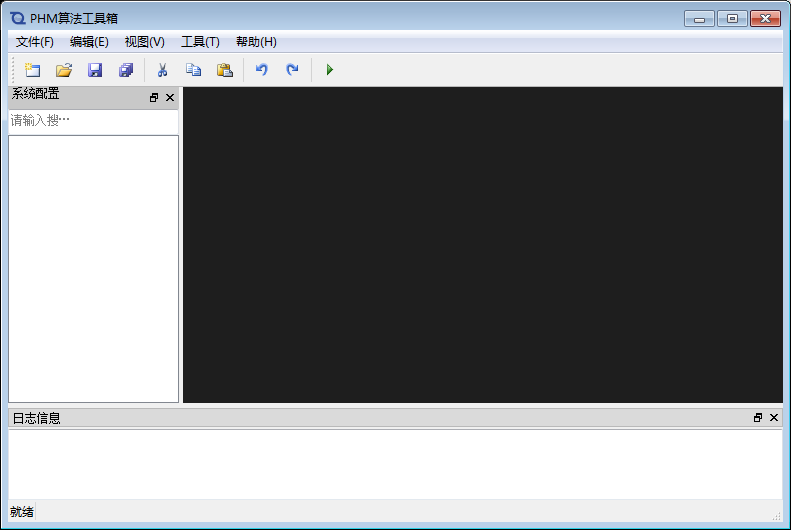 PHM算法工具箱
文件(F) 编辑(E) 视图(V) 工具(T) 帮助(H)
系统配置
请输入搜…
日志信息
就绪